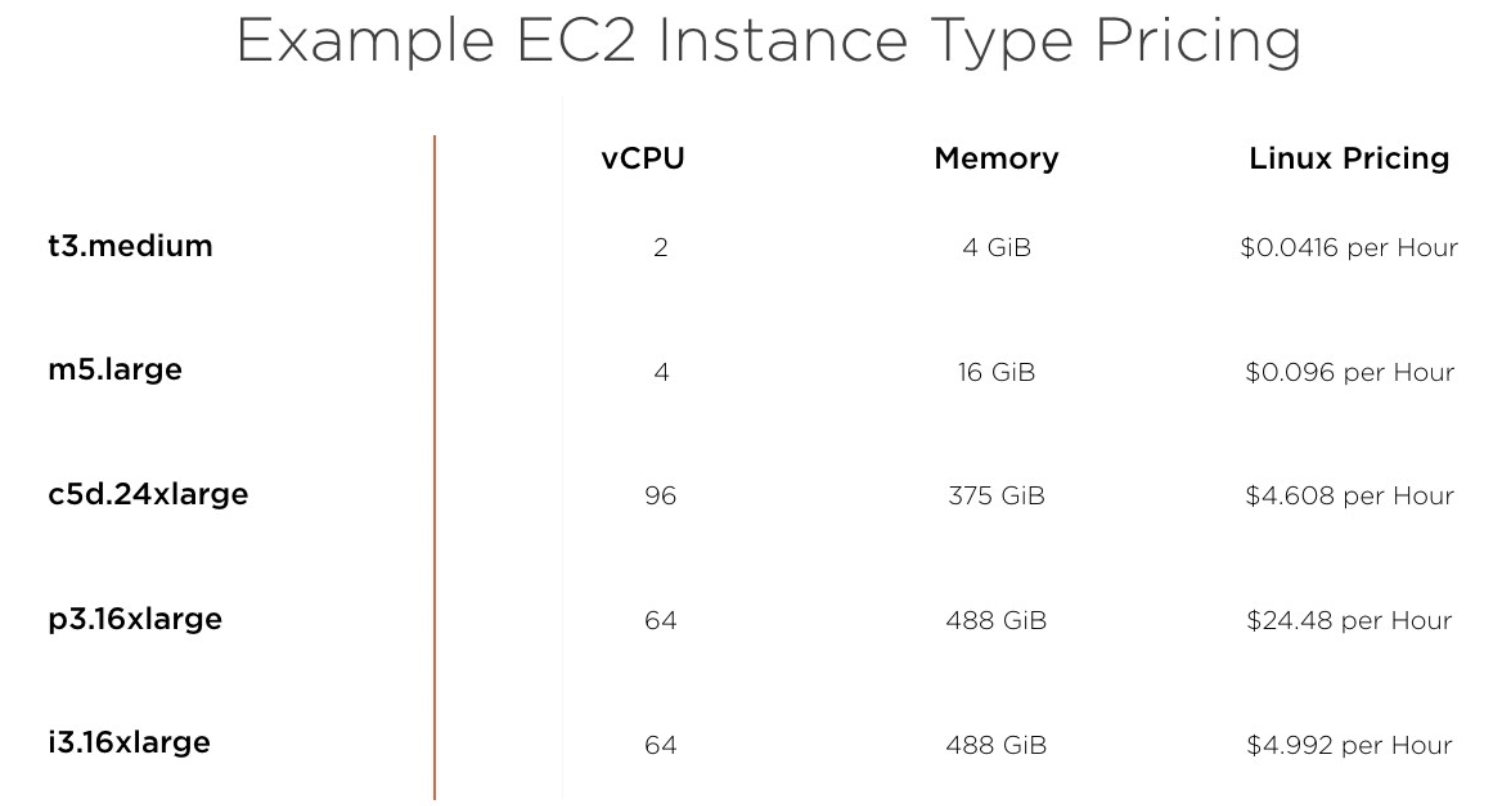 Example EC2 Instance Type Pricing
vCPU Memory Linux Pricing
t3.medium 2 4 GiB $0.0416 per Hour
m5.large 4 16 GiB $0.096 per Hour
c5d.24xlarge 96 375 GiB $4.608 per Hour
p3.16xlarge 64 488 GiB $24.48 per Hour
i3.16xlarge 64 488 GiB $4.992 per Hour